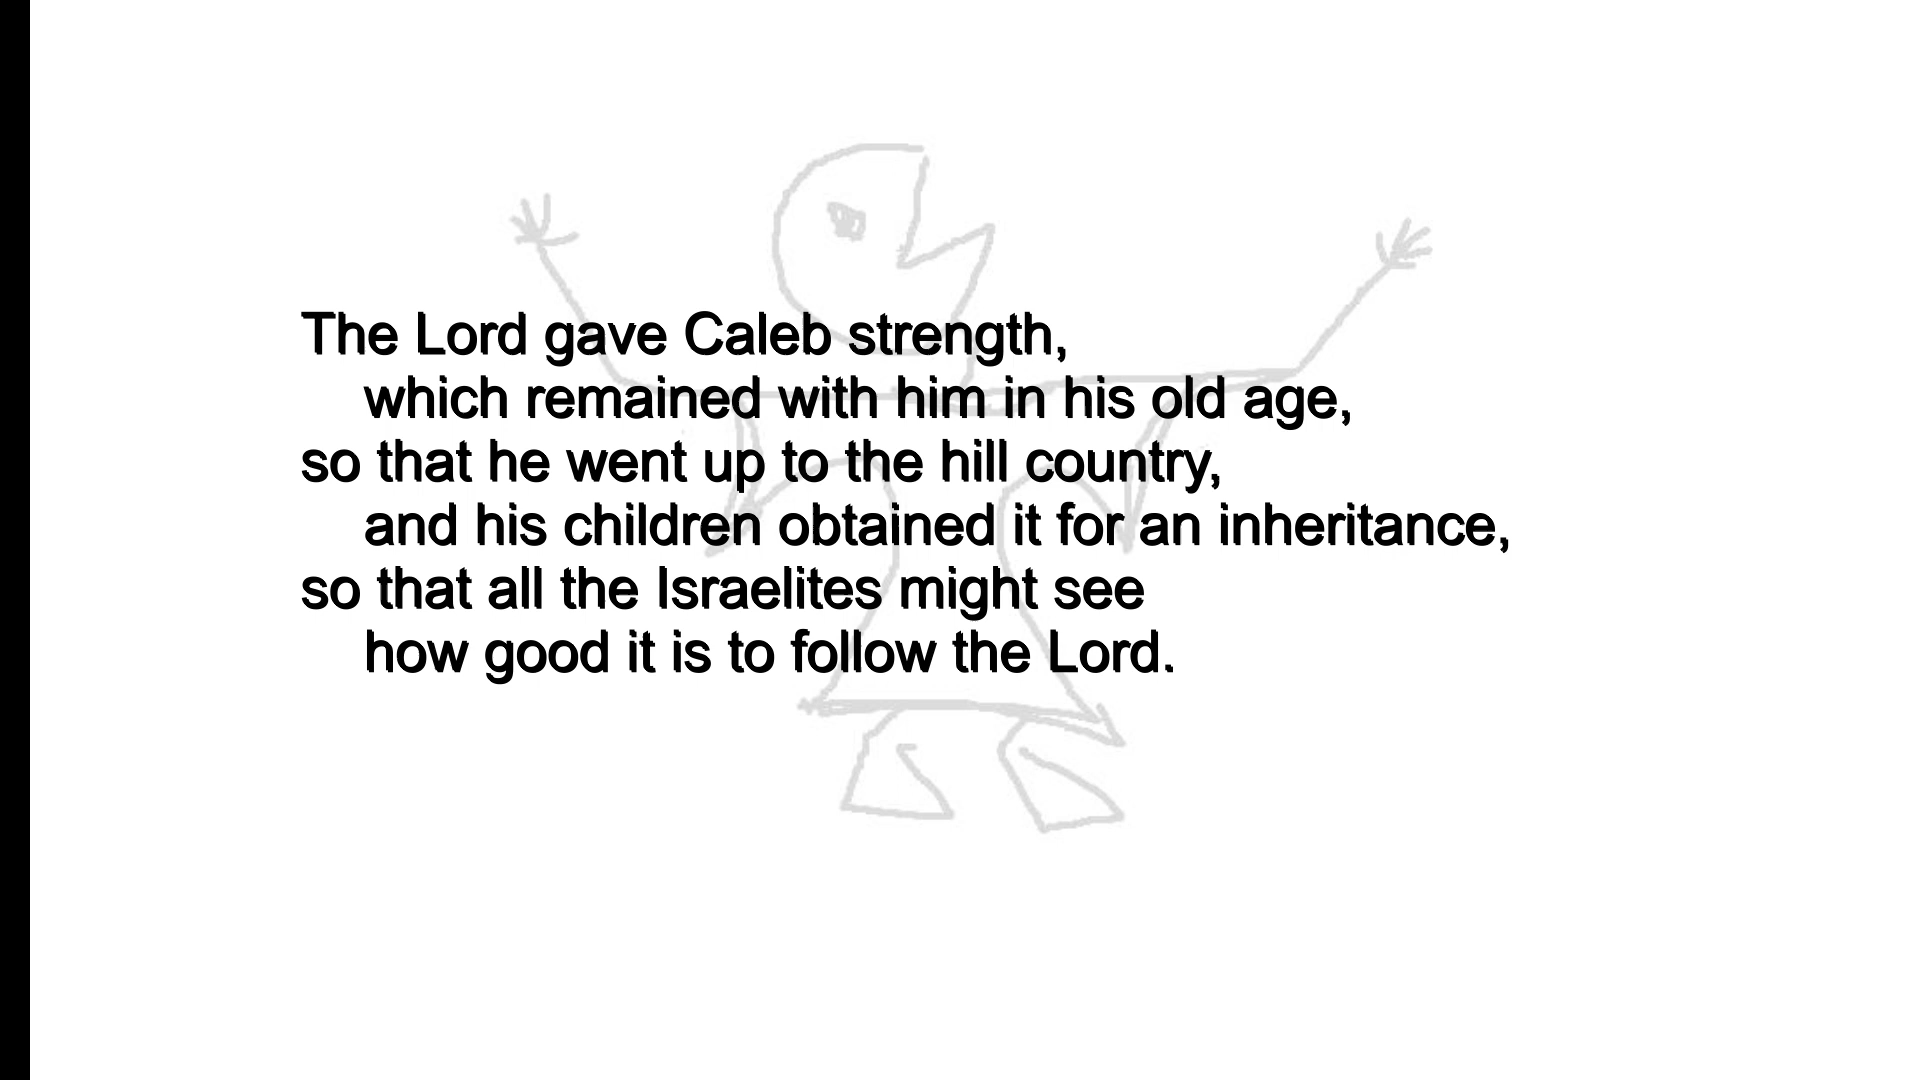 The Lord gave Caleb strength,
which remained with him in his old age,
so that he went up to the hill country,
and his children obtained it for an inheritance,
so that all the Israelites might see
how good it is to follow the Lord.